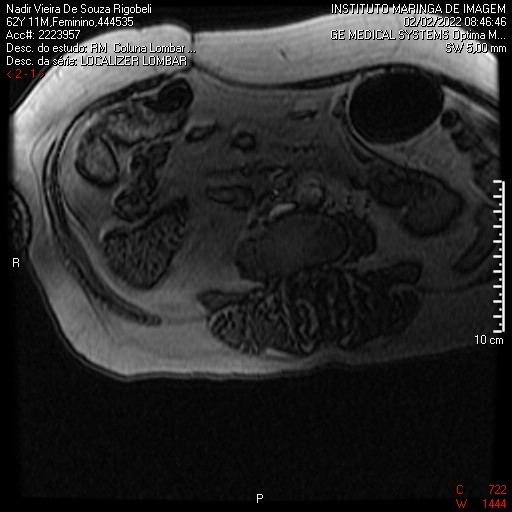 Nadir Vieira De Souza Rigobeli
62Y 11M,Feminino,444535
Acc#: 2223957
Desc. do estudo: RM Coluna Lombar ...
Desc. da série: LOCALIZER LOMBAR
< 2 - 1 >
INSTITUTO MARINGA DE IMAGEM
02/02/2022 08:46:46
GE MEDICAL SYSTEMS Optima M...
SW 5.00 mm
R
10 cm
P
C 722
W 1444